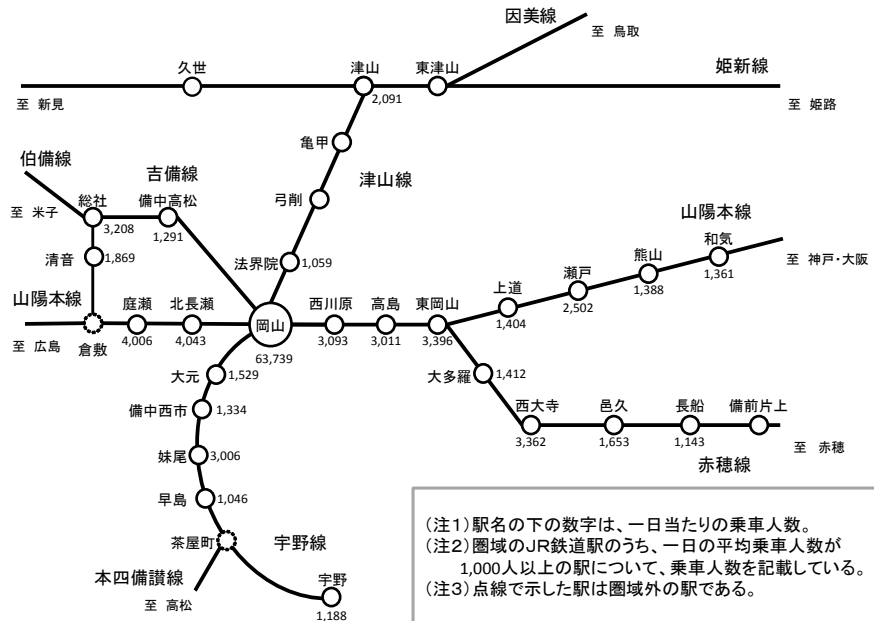 因美線
至 鳥取
久世
津山
東津山
姫新線
2,091
至 新見
至 姫路
亀甲
伯備線
吉備線
津山線
総社
備中高松
弓削
至 米子
3,208
1,291
山陽本線
清音
1,869
法界院
1,059
和気
熊山
1,361
至 神戸・大阪
瀬戸
1,388
上道
2,502
1,404
山陽本線
庭瀬
北長瀬
岡山
西川原
高島
東岡山
至 広島
倉敷
4,006
4,043
63,739
3,093
3,011
3,396
大元
1,529
大多羅
1,412
備中西市
1,334
西大寺
邑久
長船
備前片上
3,362
1,653
1,143
至 赤穂
赤穂線
妹尾
3,006
早島
1,046
茶屋町
宇野線
本四備讃線
至 高松
宇野
1,188
(注1)駅名の下の数字は、一日当たりの乗車人数。
(注2)圏域のJR鉄道駅のうち、一日の平均乗車人数が
1,000人以上の駅について、乗車人数を記載している。
(注3)点線で示した駅は圏域外の駅である。